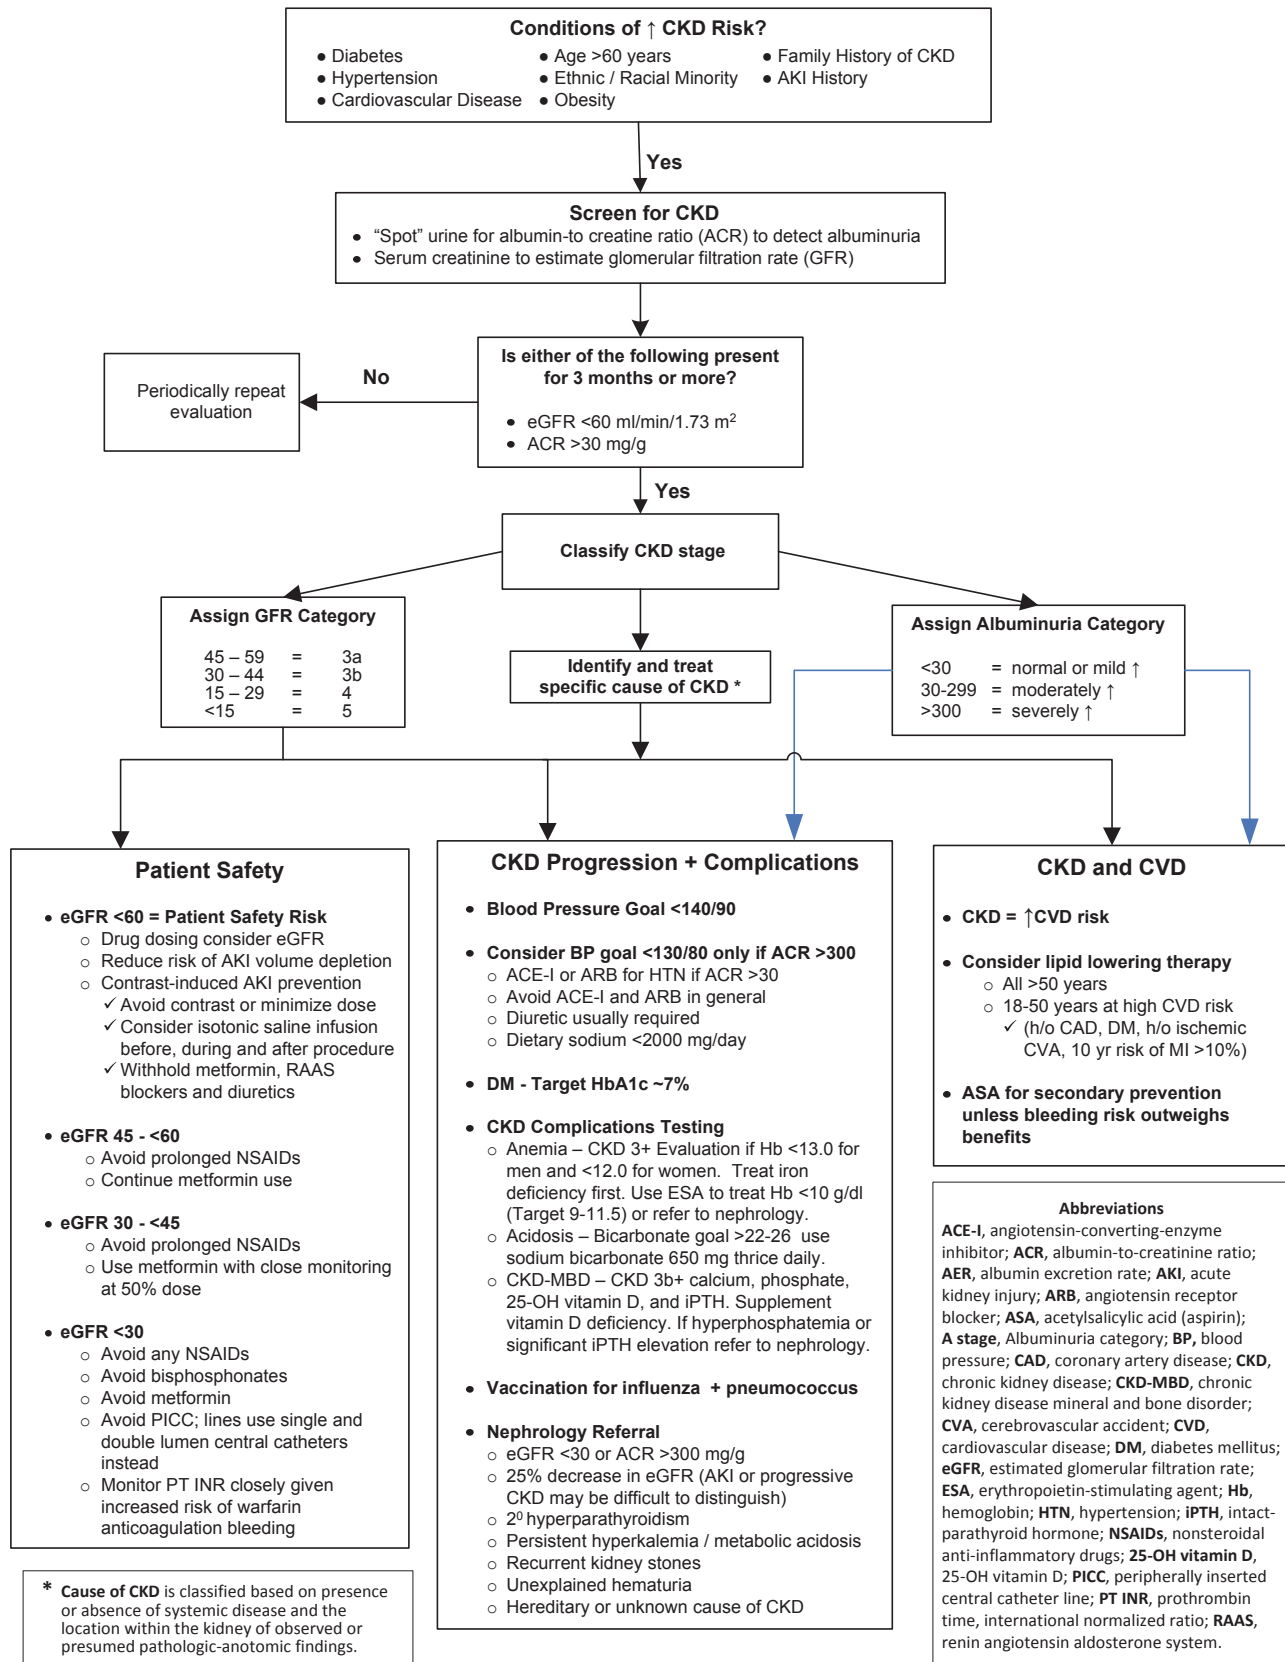 Conditions of ↑ CKD Risk?
● Diabetes
● Hypertension
● Cardiovascular Disease
● Age >60 years
● Ethnic / Racial Minority
● Obesity
● Family History of CKD
● AKI History
Yes
Screen for CKD
● “Spot” urine for albumin-to creatine ratio (ACR) to detect albuminuria
● Serum creatinine to estimate glomerular filtration rate (GFR)
Is either of the following present
for 3 months or more?
● eGFR <60 ml/min/1.73 m²
● ACR >30 mg/g
No
Periodically repeat
evaluation
Yes
Classify CKD stage
Assign GFR Category
45 – 59 = 3a
30 – 44 = 3b
15 – 29 = 4
<15 = 5
Identify and treat
specific cause of CKD *
Assign Albuminuria Category
<30 = normal or mild ↑
30-299 = moderately ↑
>300 = severely ↑
Patient Safety
● eGFR <60 = Patient Safety Risk
○ Drug dosing consider eGFR
○ Reduce risk of AKI volume depletion
○ Contrast-induced AKI prevention
✓ Avoid contrast or minimize dose
✓ Consider isotonic saline infusion
before, during and after procedure
✓ Withhold metformin, RAAS
blockers and diuretics
● eGFR 45 - <60
○ Avoid prolonged NSAIDs
○ Continue metformin use
● eGFR 30 - <45
○ Avoid prolonged NSAIDs
○ Use metformin with close monitoring
at 50% dose
● eGFR <30
○ Avoid any NSAIDs
○ Avoid bisphosphonates
○ Avoid metformin
○ Avoid PICC; lines use single and
double lumen central catheters
instead
○ Monitor PT INR closely given
increased risk of warfarin
anticoagulation bleeding
* Cause of CKD is classified based on presence
or absence of systemic disease and the
location within the kidney of observed or
presumed pathologic-anotomic findings.
CKD Progression + Complications
● Blood Pressure Goal <140/90
● Consider BP goal <130/80 only if ACR >300
○ ACE-I or ARB for HTN if ACR >30
○ Avoid ACE-I and ARB in general
○ Diuretic usually required
○ Dietary sodium <2000 mg/day
● DM - Target HbA1c ~7%
● CKD Complications Testing
○ Anemia – CKD 3+ Evaluation if Hb <13.0 for
men and <12.0 for women. Treat iron
deficiency first. Use ESA to treat Hb <10 g/dl
(Target 9-11.5) or refer to nephrology.
○ Acidosis – Bicarbonate goal >22-26 use
sodium bicarbonate 650 mg thrice daily.
○ CKD-MBD – CKD 3b+ calcium, phosphate,
25-OH vitamin D, and iPTH. Supplement
vitamin D deficiency. If hyperphosphatemia or
significant iPTH elevation refer to nephrology.
● Vaccination for influenza + pneumococcus
● Nephrology Referral
○ eGFR <30 or ACR >300 mg/g
○ 25% decrease in eGFR (AKI or progressive
CKD may be difficult to distinguish)
○ 2⁰ hyperparathyroidism
○ Persistent hyperkalemia / metabolic acidosis
○ Recurrent kidney stones
○ Unexplained hematuria
○ Hereditary or unknown cause of CKD
CKD and CVD
● CKD = ↑CVD risk
● Consider lipid lowering therapy
○ All >50 years
○ 18-50 years at high CVD risk
✓ (h/o CAD, DM, h/o ischemic
CVA, 10 yr risk of MI >10%)
● ASA for secondary prevention
unless bleeding risk outweighs
benefits
Abbreviations
ACE-I, angiotensin-converting-enzyme
inhibitor; ACR, albumin-to-creatinine ratio;
AER, albumin excretion rate; AKI, acute
kidney injury; ARB, angiotensin receptor
blocker; ASA, acetylsalicylic acid (aspirin);
A stage, Albuminuria category; BP, blood
pressure; CAD, coronary artery disease; CKD,
chronic kidney disease; CKD-MBD, chronic
kidney disease mineral and bone disorder;
CVA, cerebrovascular accident; CVD,
cardiovascular disease; DM, diabetes mellitus;
eGFR, estimated glomerular filtration rate;
ESA, erythropoietin-stimulating agent; Hb,
hemoglobin; HTN, hypertension; iPTH, intact-
parathyroid hormone; NSAIDs, nonsteroidal
anti-inflammatory drugs; 25-OH vitamin D,
25-OH vitamin D; PICC, peripherally inserted
central catheter line; PT INR, prothrombin
time, international normalized ratio; RAAS,
renin angiotensin aldosterone system.